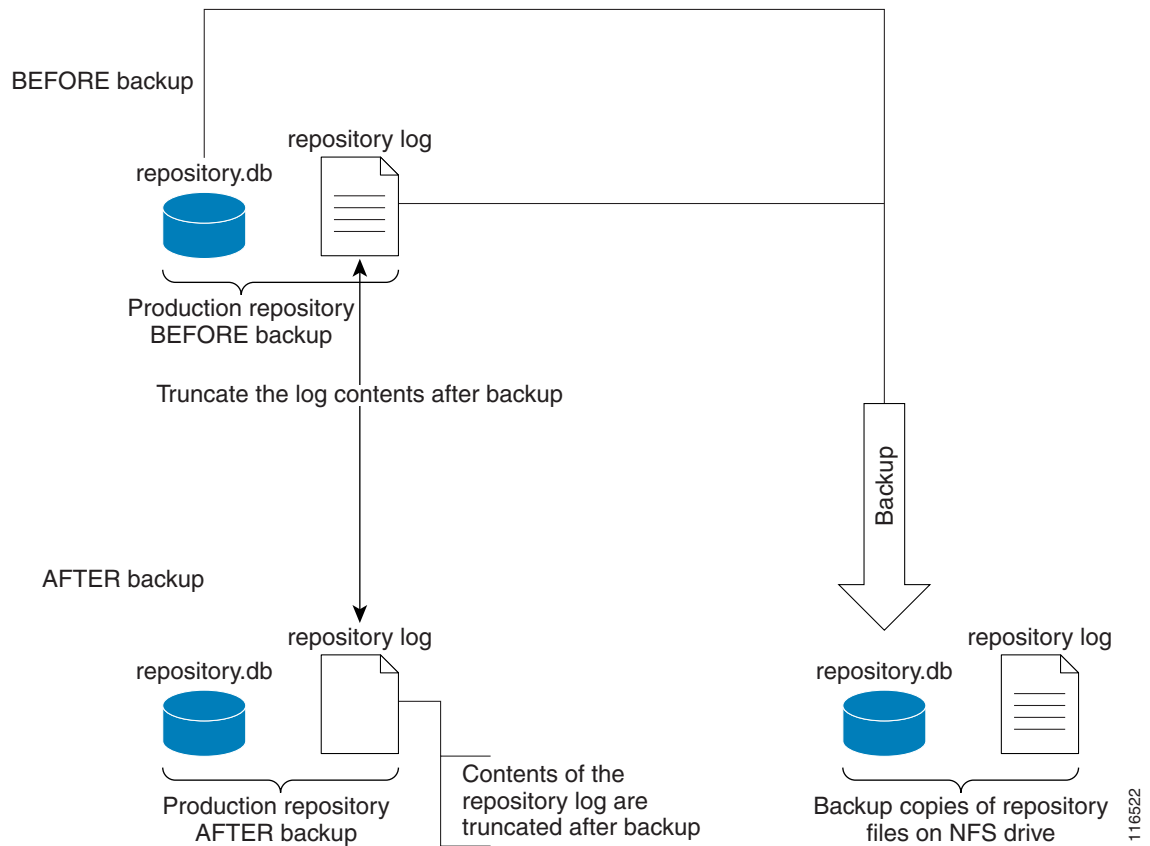 BEFORE backup
repository log
repository.db
Production repository
BEFORE backup
Truncate the log contents after backup
Backup
AFTER backup
repository log
repository.db
repository log
repository.db
Production repository
AFTER backup
Contents of the
repository log are
truncated after backup
Backup copies of repository
files on NFS drive
116522